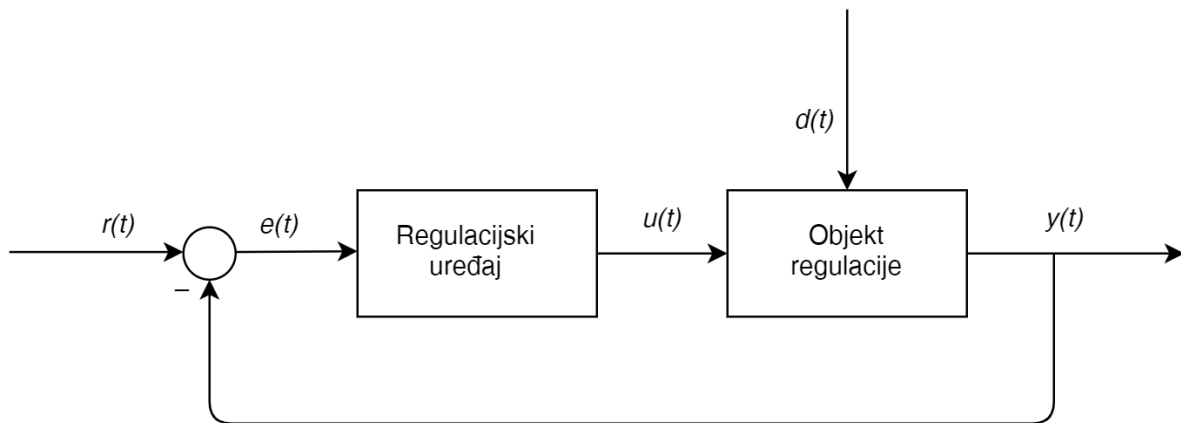 d(t)
r(t)
e(t)
Regulacijski
uređaj
u(t)
Objekt
regulacije
y(t)
–